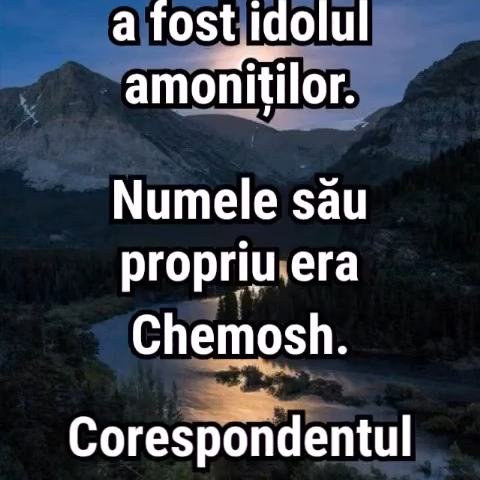 a fost idolul
amoniților.
Numele său
propriu era
Chemosh.
Corespondentul